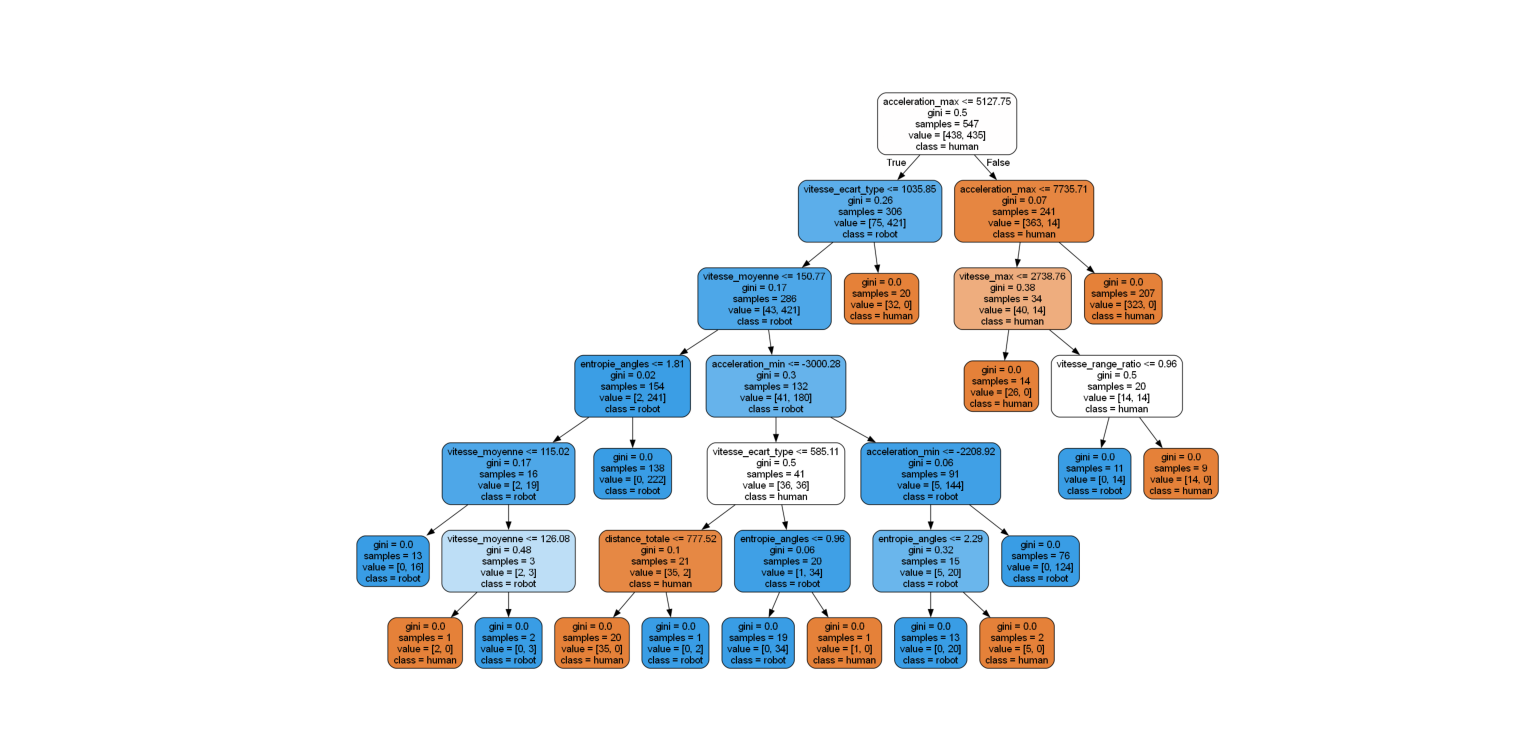 acceleration_max <= 5127.75
gini = 0.5
samples = 547
value = [438, 435]
class = human
True
False
vitesse_ecart_type <= 1035.85
gini = 0.26
samples = 306
value = [75, 421]
class = robot
acceleration_max <= 7735.71
gini = 0.07
samples = 241
value = [363, 14]
class = human
vitesse_moyenne <= 150.77
gini = 0.17
samples = 286
value = [43, 421]
class = robot
gini = 0.0
samples = 20
value = [32, 0]
class = human
vitesse_max <= 2738.76
gini = 0.38
samples = 34
value = [40, 14]
class = human
gini = 0.0
samples = 207
value = [323, 0]
class = human
entropie_angles <= 1.81
gini = 0.02
samples = 154
value = [2, 241]
class = robot
acceleration_min <= -3000.28
gini = 0.3
samples = 132
value = [41, 180]
class = robot
gini = 0.0
samples = 14
value = [26, 0]
class = human
vitesse_range_ratio <= 0.96
gini = 0.5
samples = 20
value = [14, 14]
class = human
vitesse_moyenne <= 115.02
gini = 0.17
samples = 16
value = [2, 19]
class = robot
gini = 0.0
samples = 138
value = [0, 222]
class = robot
vitesse_ecart_type <= 585.11
gini = 0.5
samples = 41
value = [36, 36]
class = human
acceleration_min <= -2208.92
gini = 0.06
samples = 91
value = [5, 144]
class = robot
gini = 0.0
samples = 11
value = [0, 14]
class = robot
gini = 0.0
samples = 9
value = [14, 0]
class = human
gini = 0.0
samples = 13
value = [0, 16]
class = robot
vitesse_moyenne <= 126.08
gini = 0.48
samples = 3
value = [2, 3]
class = robot
distance_totale <= 777.52
gini = 0.1
samples = 21
value = [35, 2]
class = human
entropie_angles <= 0.96
gini = 0.06
samples = 20
value = [1, 34]
class = robot
entropie_angles <= 2.29
gini = 0.32
samples = 15
value = [5, 20]
class = robot
gini = 0.0
samples = 76
value = [0, 124]
class = robot
gini = 0.0
samples = 1
value = [2, 0]
class = human
gini = 0.0
samples = 2
value = [0, 3]
class = robot
gini = 0.0
samples = 20
value = [35, 0]
class = human
gini = 0.0
samples = 1
value = [0, 2]
class = robot
gini = 0.0
samples = 19
value = [0, 34]
class = robot
gini = 0.0
samples = 1
value = [1, 0]
class = human
gini = 0.0
samples = 13
value = [0, 20]
class = robot
gini = 0.0
samples = 2
value = [5, 0]
class = human